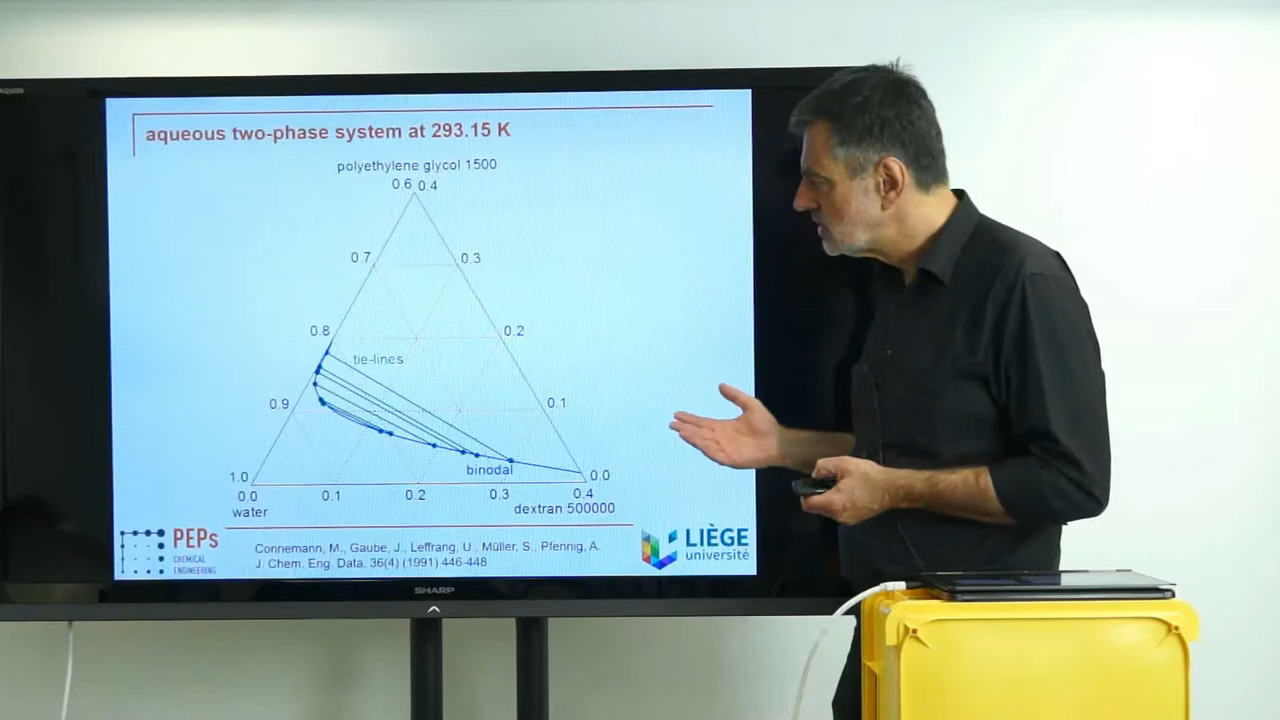 AQUOS
aqueous two-phase system at 293.15 K
polyethylene glycol 1500
0.6 0.4
0.7 0.3
0.8 0.2
tie-lines
0.9 0.1
binodal
1.0 0.0
0.0 0.1 0.2 0.3 0.4
water dextran 500000
PEPs
CHEMICAL
ENGINEERING
Connemann, M., Gaube, J., Leffrang, U., Müller, S., Pfennig, A.
J. Chem. Eng. Data, 36(4) (1991) 446-448
LIÈGE
université
SHARP